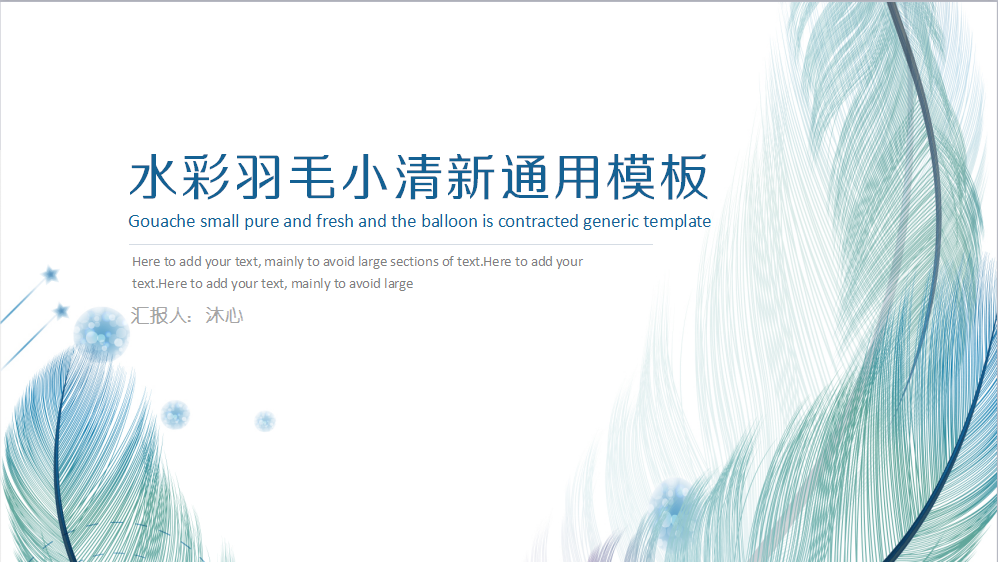 水彩羽毛小清新通用模板
Gouache small pure and fresh and the balloon is contracted generic template
Here to add your text, mainly to avoid large sections of text.Here to add your
text.Here to add your text, mainly to avoid large
汇报人：沐心